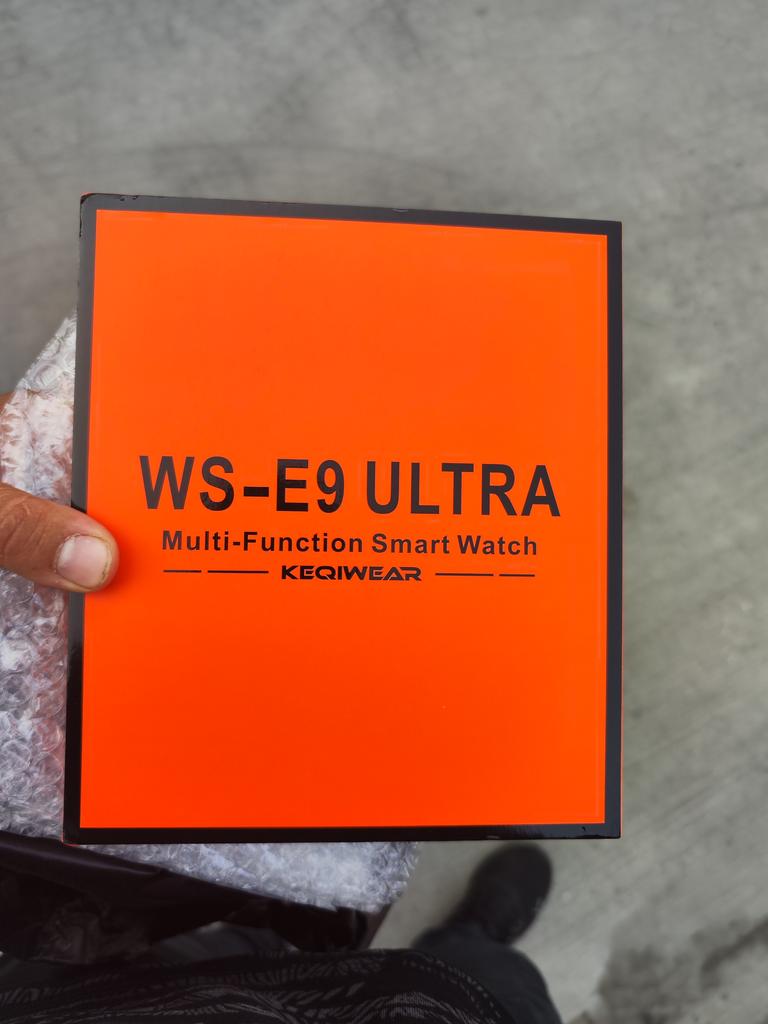 WS-E9 ULTRA
Multi-Function Smart Watch
KEQIWEAR